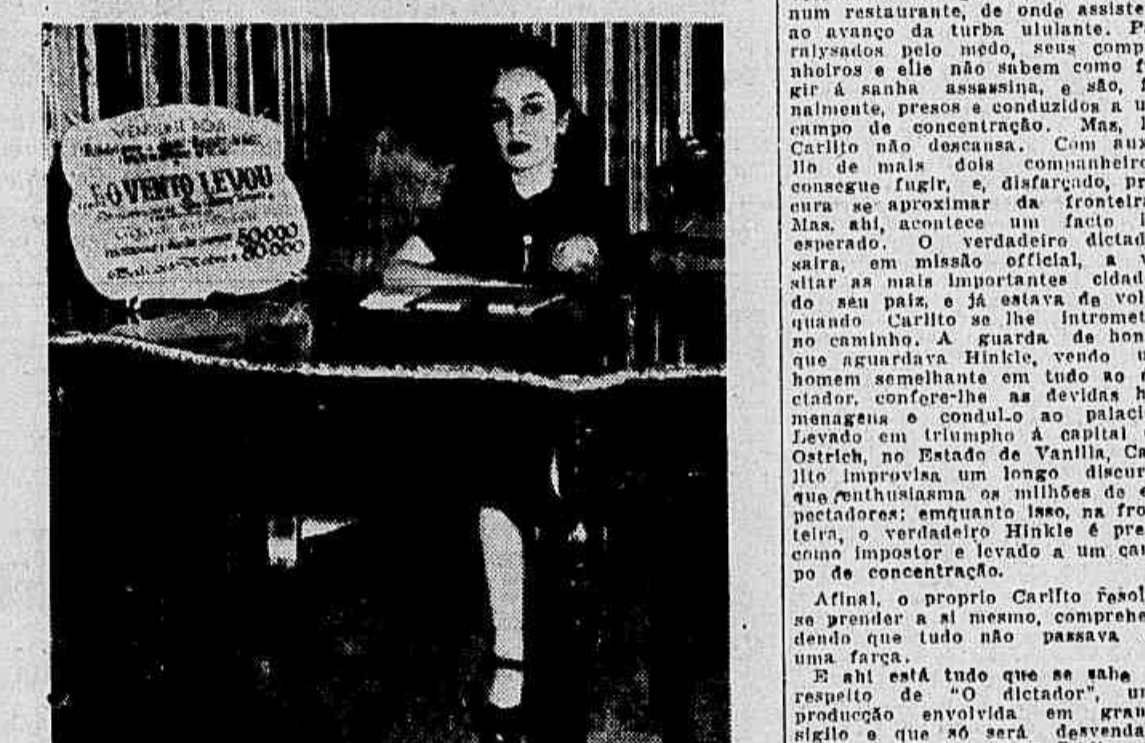 ...E O VENTO LEVOU
50.000
60.000
num restaurante, de onde assiste
ao avanço da turba ululante. P
ralysados pelo medo, seus comp
nheiros e elle não sabem como f
gir á sanha assassina, e são, f
nalmente, presos e conduzidos a u
campo de concentração. Mas,
Carlito não descansa. Com aux
lio de mais dois companheir
consegue fugir, e, disfarçado, pr
cura se aproximar da fronteir
Mas, ahi, acontece um facto
esperado. O verdadeiro dictad
saira, em missão official, a v
sitar as mais importantes cidad
do seu paiz, e já estava de vo
quando Carlito se lhe intromet
no caminho. A guarda de hon
que aguardava Hinkle, vendo u
homem semelhante em tudo ao
ctador, confere-lhe as devidas h
menagens e condul-o ao palaci
Levado em triumpho á capital
Ostrich, no Estado de Vanilla, Ca
lito improvisa um longo discur
que enthusiasma os milhões de e
pectadores; emquanto isso, na fro
teira, o verdadeiro Hinkle é pre
como impostor e levado a um cam
po de concentração.
Afinal, o proprio Carlito resol
se prender a si mesmo, comprehe
dendo que tudo não passava
uma farça.
E ahi está tudo que se sabe
respeito de "O dictador", u
producção envolvida em gran
sigilo e que só será desvenda